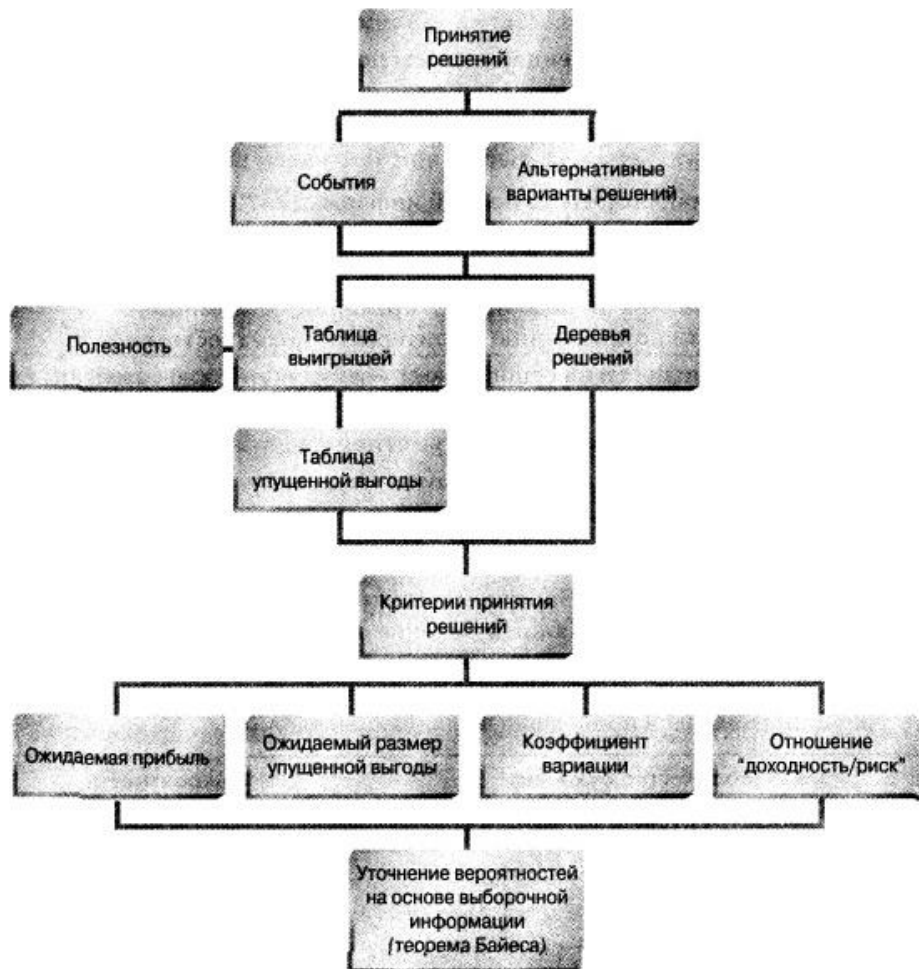 Принятие
решений
События
Альтернативные
варианты решений
Полезность
Таблица
выигрышей
Деревья
решений
Таблица
упущенной выгоды
Критерии принятия
решений
Ожидаемая прибыль
Ожидаемый размер
упущенной выгоды
Коэффициент
вариации
Отношение
"доходность/риск"
Уточнение вероятностей
на основе выборочной
информации
(теорема Байеса)